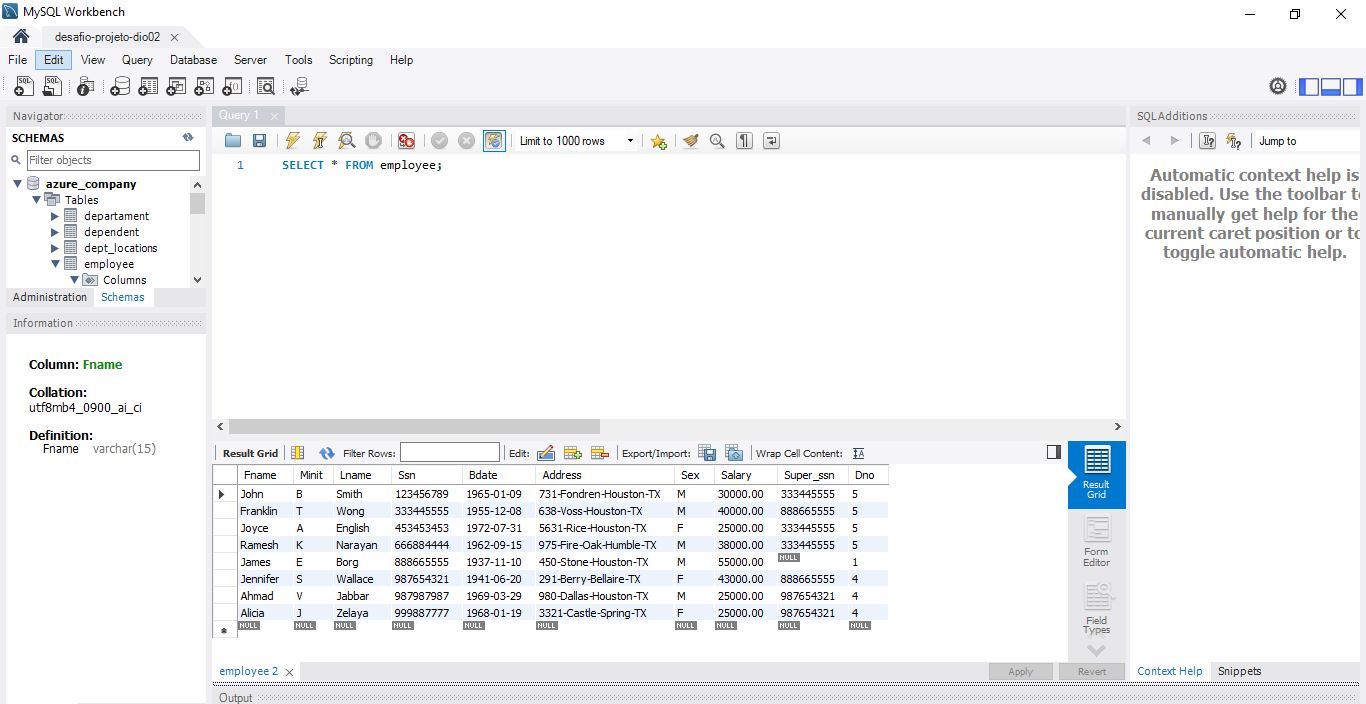 MySQL Workbench
desafio-projeto-dio02
File Edit View Query Database Server Tools Scripting Help
Navigator
SCHEMAS
Filter objects
azure_company
Tables
departament
dependent
dept_locations
employee
Columns
Administration Schemas
Information
Column: Fname
Collation:
utf8mb4_0900_ai_ci
Definition:
Fname varchar(15)
Query 1
Limit to 1000 rows
1 SELECT * FROM employee;
Result Grid Filter Rows: Edit: Export/Import: Wrap Cell Content:
Fname Minit Lname Ssn Bdate Address Sex Salary Super_ssn Dno
John B Smith 123456789 1965-01-09 731-Fondren-Houston-TX M 30000.00 333445555 5
Franklin T Wong 333445555 1955-12-08 638-Voss-Houston-TX M 40000.00 888665555 5
Joyce A English 453453453 1972-07-31 5631-Rice-Houston-TX F 25000.00 333445555 5
Ramesh K Narayan 666884444 1962-09-15 975-Fire-Oak-Humble-TX M 38000.00 333445555 5
James E Borg 888665555 1937-11-10 450-Stone-Houston-TX M 55000.00 NULL 1
Jennifer S Wallace 987654321 1941-06-20 291-Berry-Bellaire-TX F 43000.00 888665555 4
Ahmad V Jabbar 987987987 1969-03-29 980-Dallas-Houston-TX M 25000.00 987654321 4
Alicia J Zelaya 999887777 1968-01-19 3321-Castle-Spring-TX F 25000.00 987654321 4
NULL NULL NULL NULL NULL NULL NULL NULL NULL NULL
Result
Grid
Form
Editor
Field
Types
employee 2
Apply Revert
Output
SQLAdditions
Jump to
Automatic context help is
disabled. Use the toolbar to
manually get help for the
current caret position or to
toggle automatic help.
Context Help Snippets